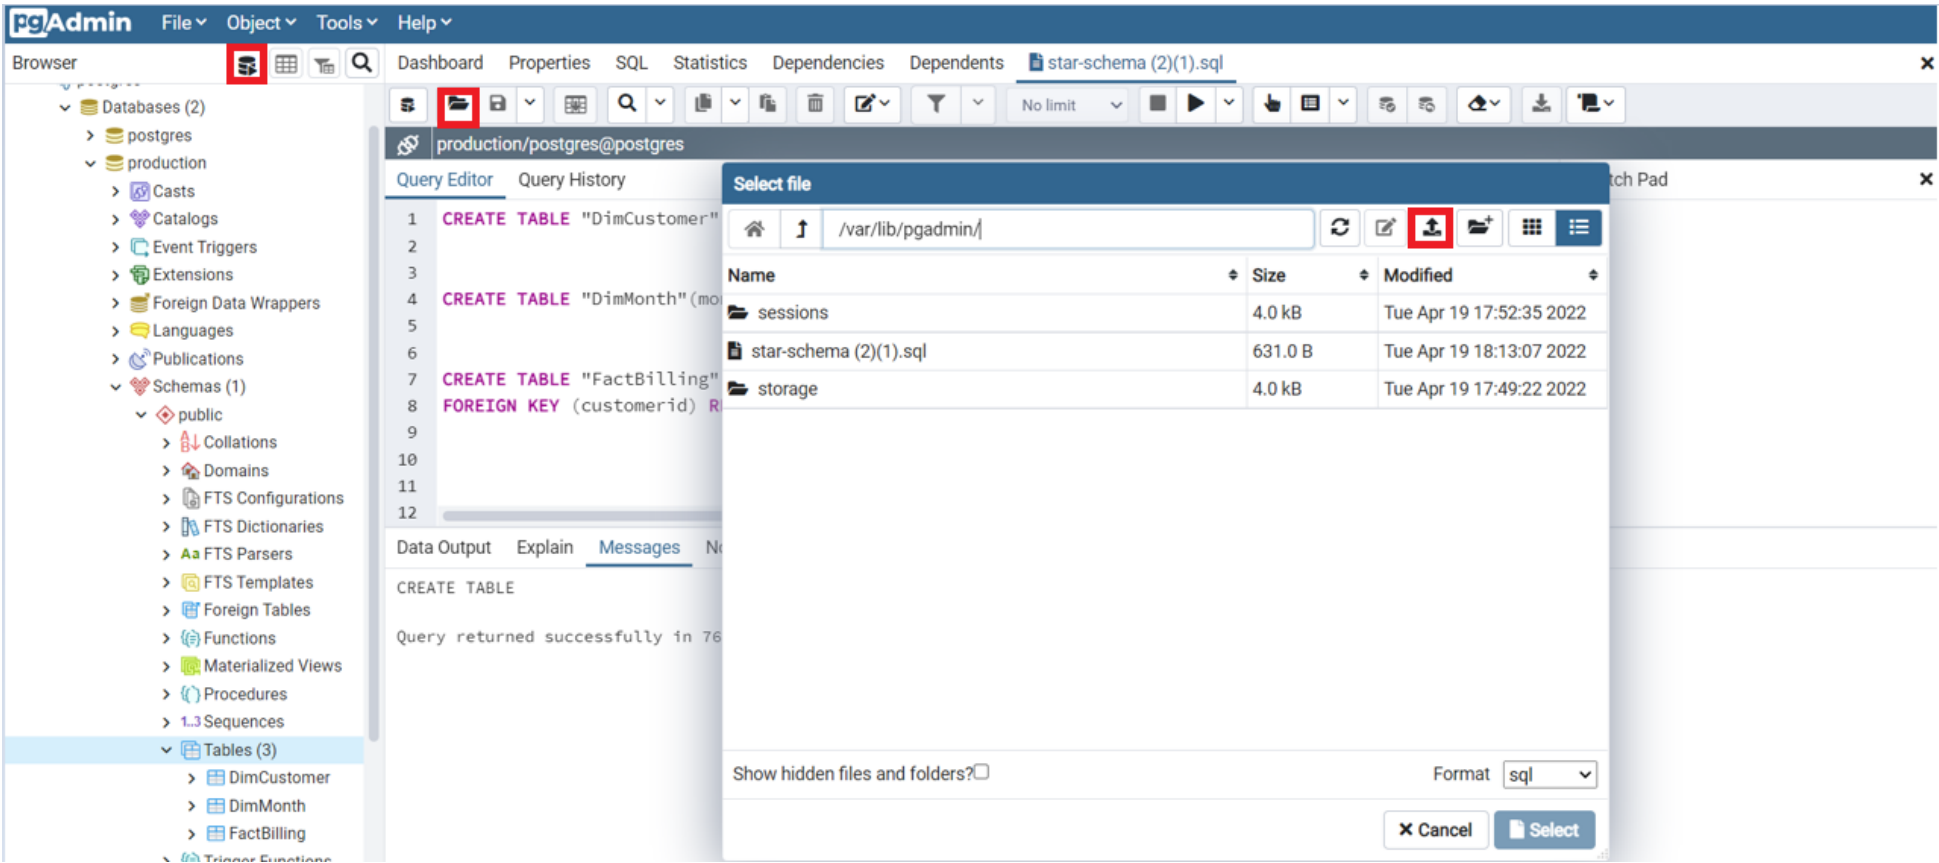 pgAdmin File Object Tools Help
Browser
Dashboard Properties SQL Statistics Dependencies Dependents star-schema (2)(1).sql
No limit
production/postgres@postgres
Databases (2)
postgres
production
Casts
Catalogs
Event Triggers
Extensions
Foreign Data Wrappers
Languages
Publications
Schemas (1)
public
Collations
Domains
FTS Configurations
FTS Dictionaries
FTS Parsers
FTS Templates
Foreign Tables
Functions
Materialized Views
Procedures
1..3 Sequences
Tables (3)
DimCustomer
DimMonth
FactBilling
Trigger Functions
Query Editor Query History
1 CREATE TABLE "DimCustomer"
2
3
4 CREATE TABLE "DimMonth"(mo
5
6
7 CREATE TABLE "FactBilling"
8 FOREIGN KEY (customerid) R
9
10
11
12
Data Output Explain Messages No
CREATE TABLE
Query returned successfully in 76
tch Pad
Select file
/var/lib/pgadmin/
Name Size Modified
sessions 4.0 kB Tue Apr 19 17:52:35 2022
star-schema (2)(1).sql 631.0 B Tue Apr 19 18:13:07 2022
storage 4.0 kB Tue Apr 19 17:49:22 2022
Show hidden files and folders?
Format sql
Cancel Select